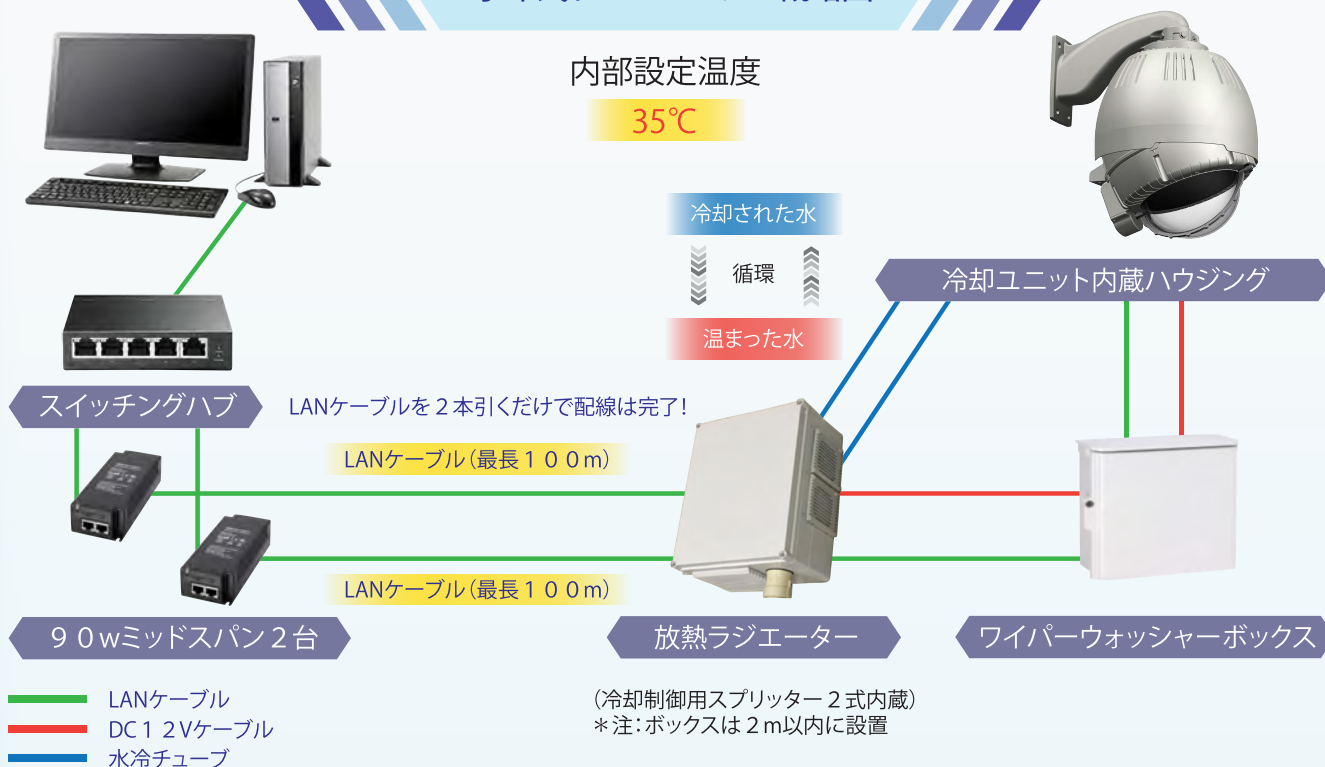 内部設定温度
35℃
冷却された水
循環
温まった水
冷却ユニット内蔵ハウジング
スイッチングハブ
LANケーブルを２本引くだけで配線は完了!
LANケーブル（最長１００m）
LANケーブル（最長１００m）
９０wミッドスパン２台
放熱ラジエーター
ワイパーウォッシャーボックス
LANケーブル
DC１２Vケーブル
水冷チューブ
（冷却制御用スプリッター２式内蔵）
＊注：ボックスは２m以内に設置